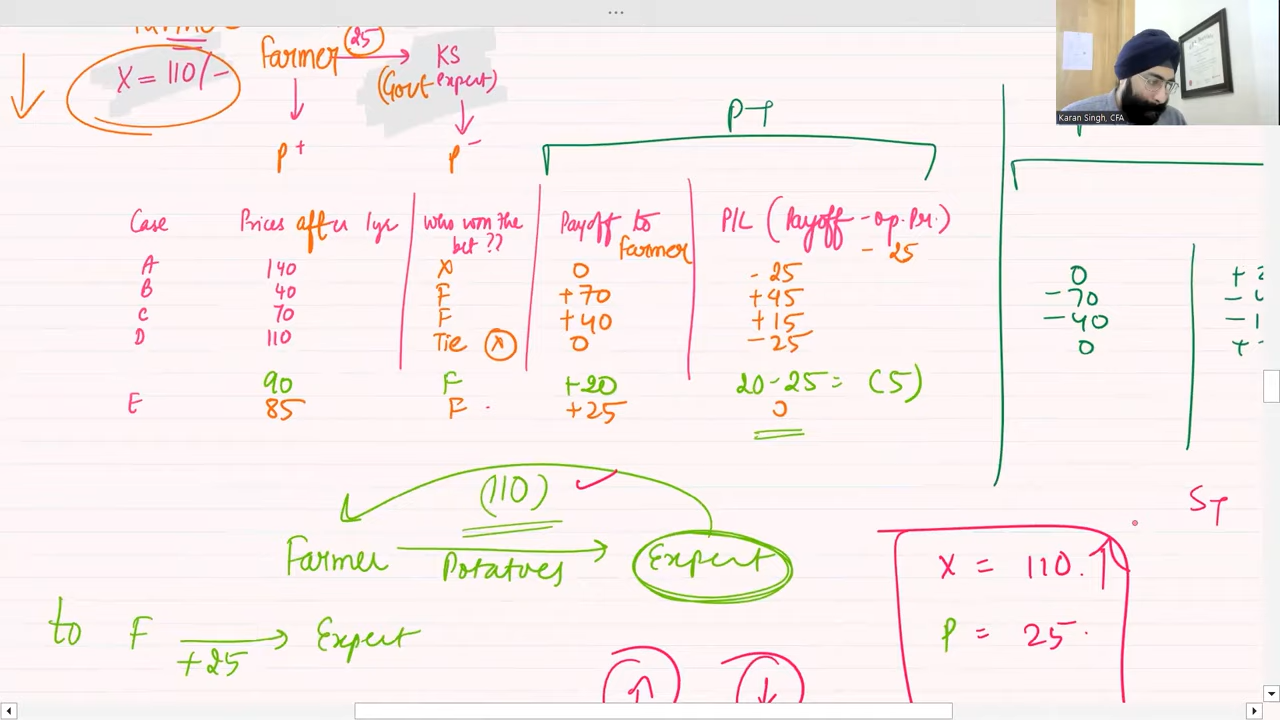 25
Farmer → KS
X = 110/-
(Govt expert)
P+
P-
P+
Case Prices after 1yr Who won the bet ?? Payoff to farmer P/L (Payoff - op. Pr.)
- 25
A 140 X 0 - 25 0
B 40 F +70 +45 - 70
C 70 F +40 +15 - 40
D 110 Tie X 0 - 25 0
90 F +20 20 - 25 = (5)
E 85 F +25 0
(110)
Farmer → Potatoes → Expert
to F → Expert
+25
ST
X = 110. ↑
P = 25.
↑ ↓
Karan Singh, CFA